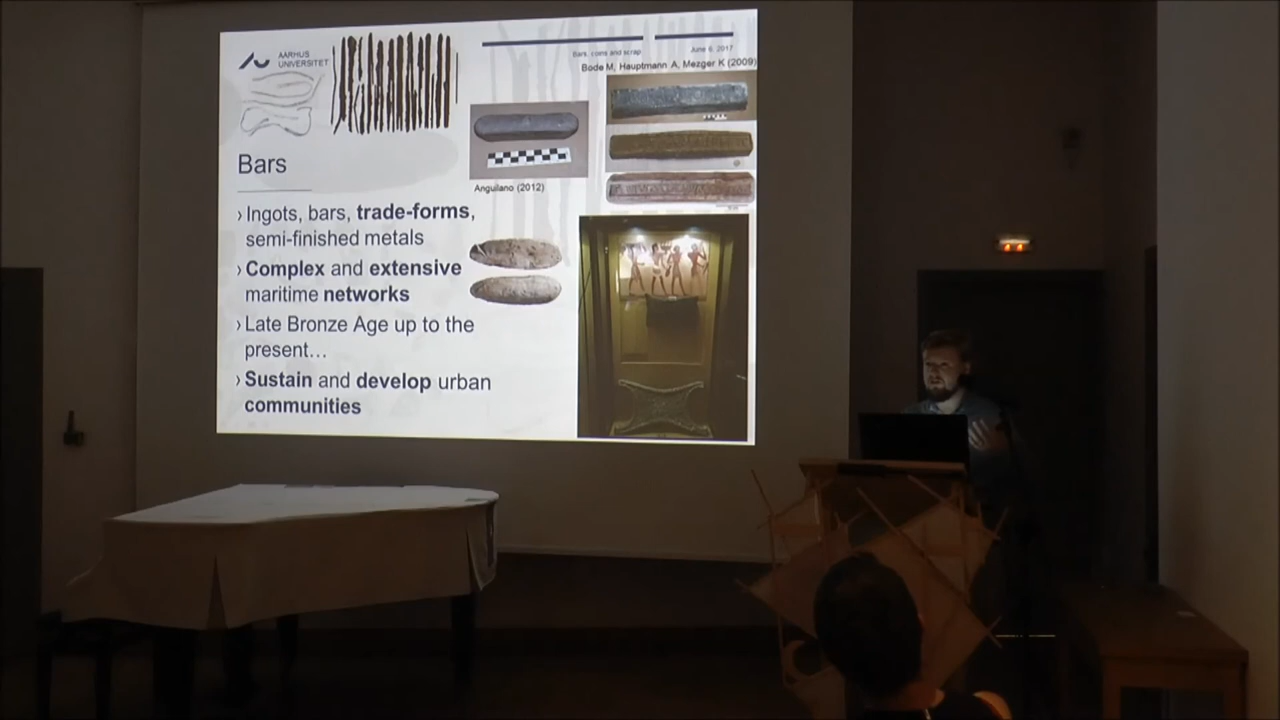 AARHUS
UNIVERSITET
Bars, coins and scrap
June 6, 2017
Bode M, Hauptmann A, Mezger K (2009)
Bars
Anguilano (2012)
› Ingots, bars, trade-forms,
semi-finished metals
› Complex and extensive
maritime networks
› Late Bronze Age up to the
present...
› Sustain and develop urban
communities